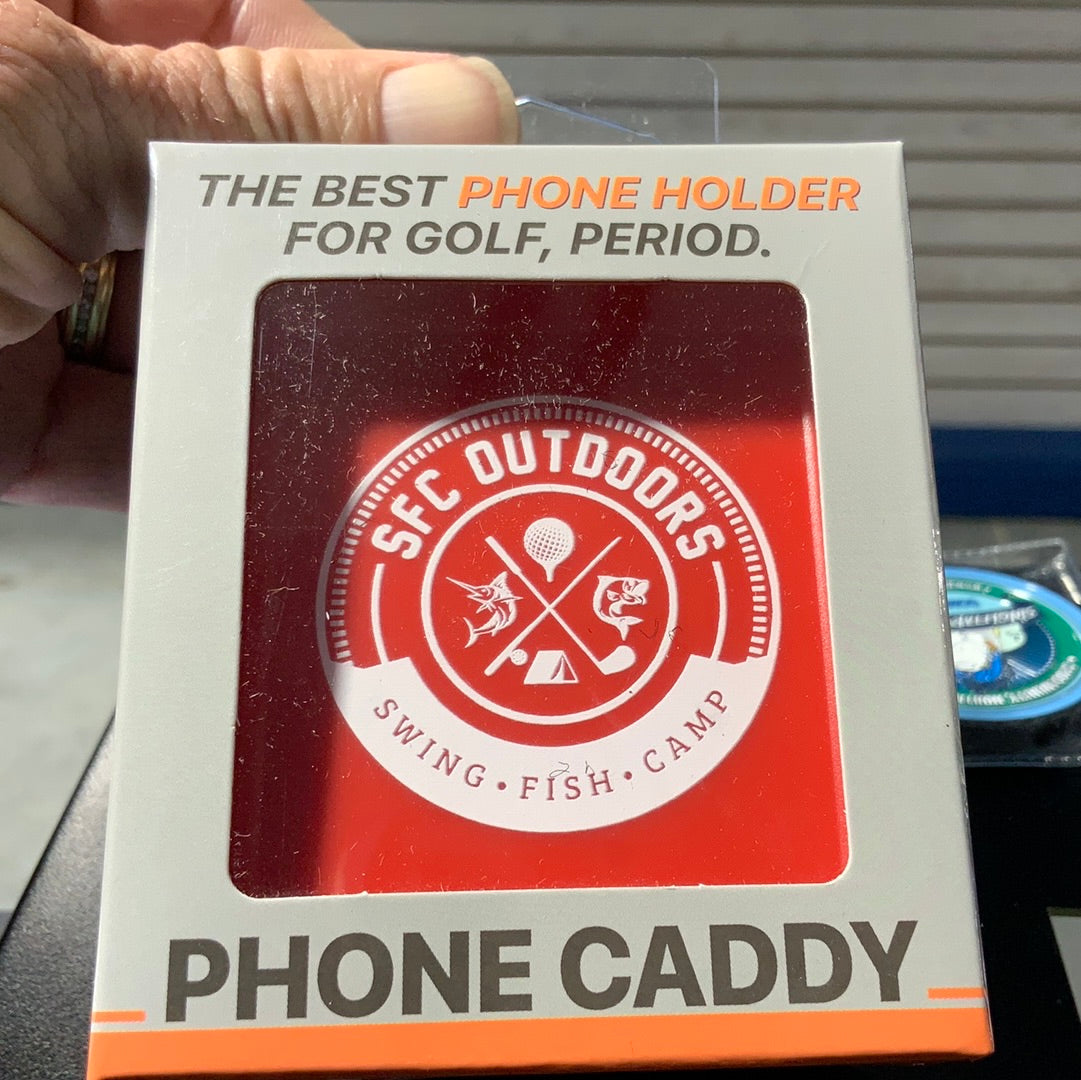 THE BEST PHONE HOLDER
FOR GOLF, PERIOD.
SFC OUTDOORS
SWING • FISH • CAMP
PHONE CADDY